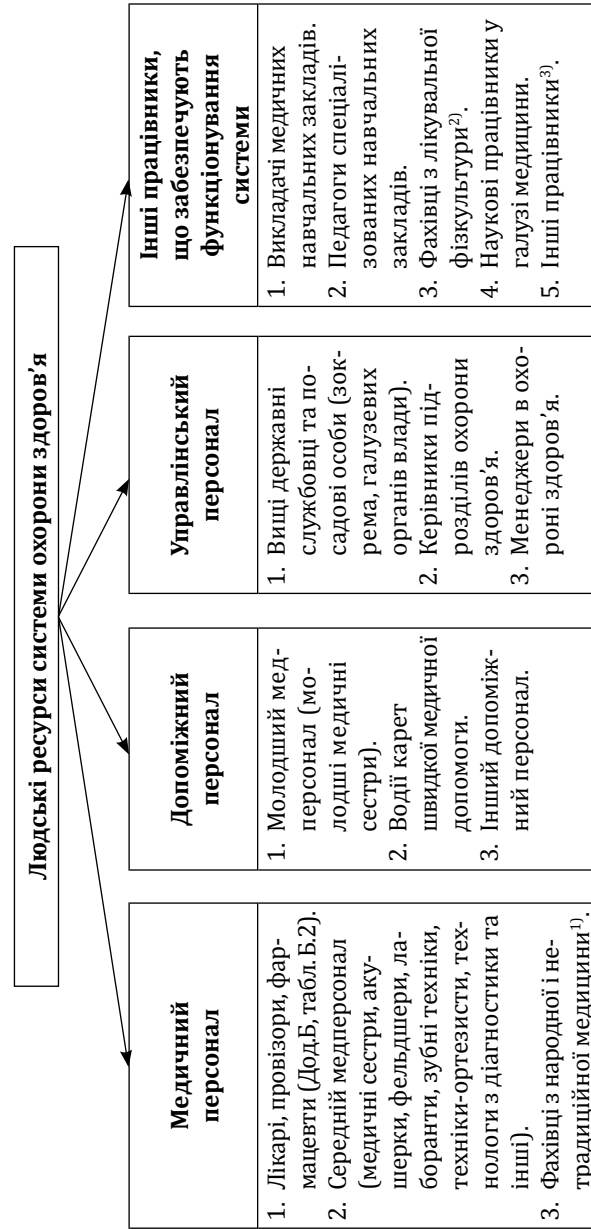 Людські ресурси системи охорони здоров'я
Медичний
персонал
1. Лікарі, провізори, фар-
мацевти (Дод.Б, табл. Б.2).
2. Середній медперсонал
(медичні сестри, аку-
шерки, фельдшери, ла-
боранти, зубні техніки,
техніки-ортезисти, тех-
нологи з діагностики та
інші).
3. Фахівці з народної і не-
традиційної медицини1).
Допоміжний
персонал
1. Молодший мед-
персонал (мо-
лодші медичні
сестри).
2. Водії карет
швидкої медичної
допомоги.
3. Інший допоміж-
ний персонал.
Управлінський
персонал
1. Вищі державні
службовці та по-
садові особи (зок-
рема, галузевих
органів влади).
2. Керівники під-
розділів охорони
здоров'я.
3. Менеджери в охо-
роні здоров'я.
Інші працівники,
що забезпечують
функціонування
системи
1. Викладачі медичних
навчальних закладів.
2. Педагоги спеціалі-
зованих навчальних
закладів.
3. Фахівці з лікувальної
фізкультури2).
4. Наукові працівники у
галузі медицини.
5. Інші працівники3).